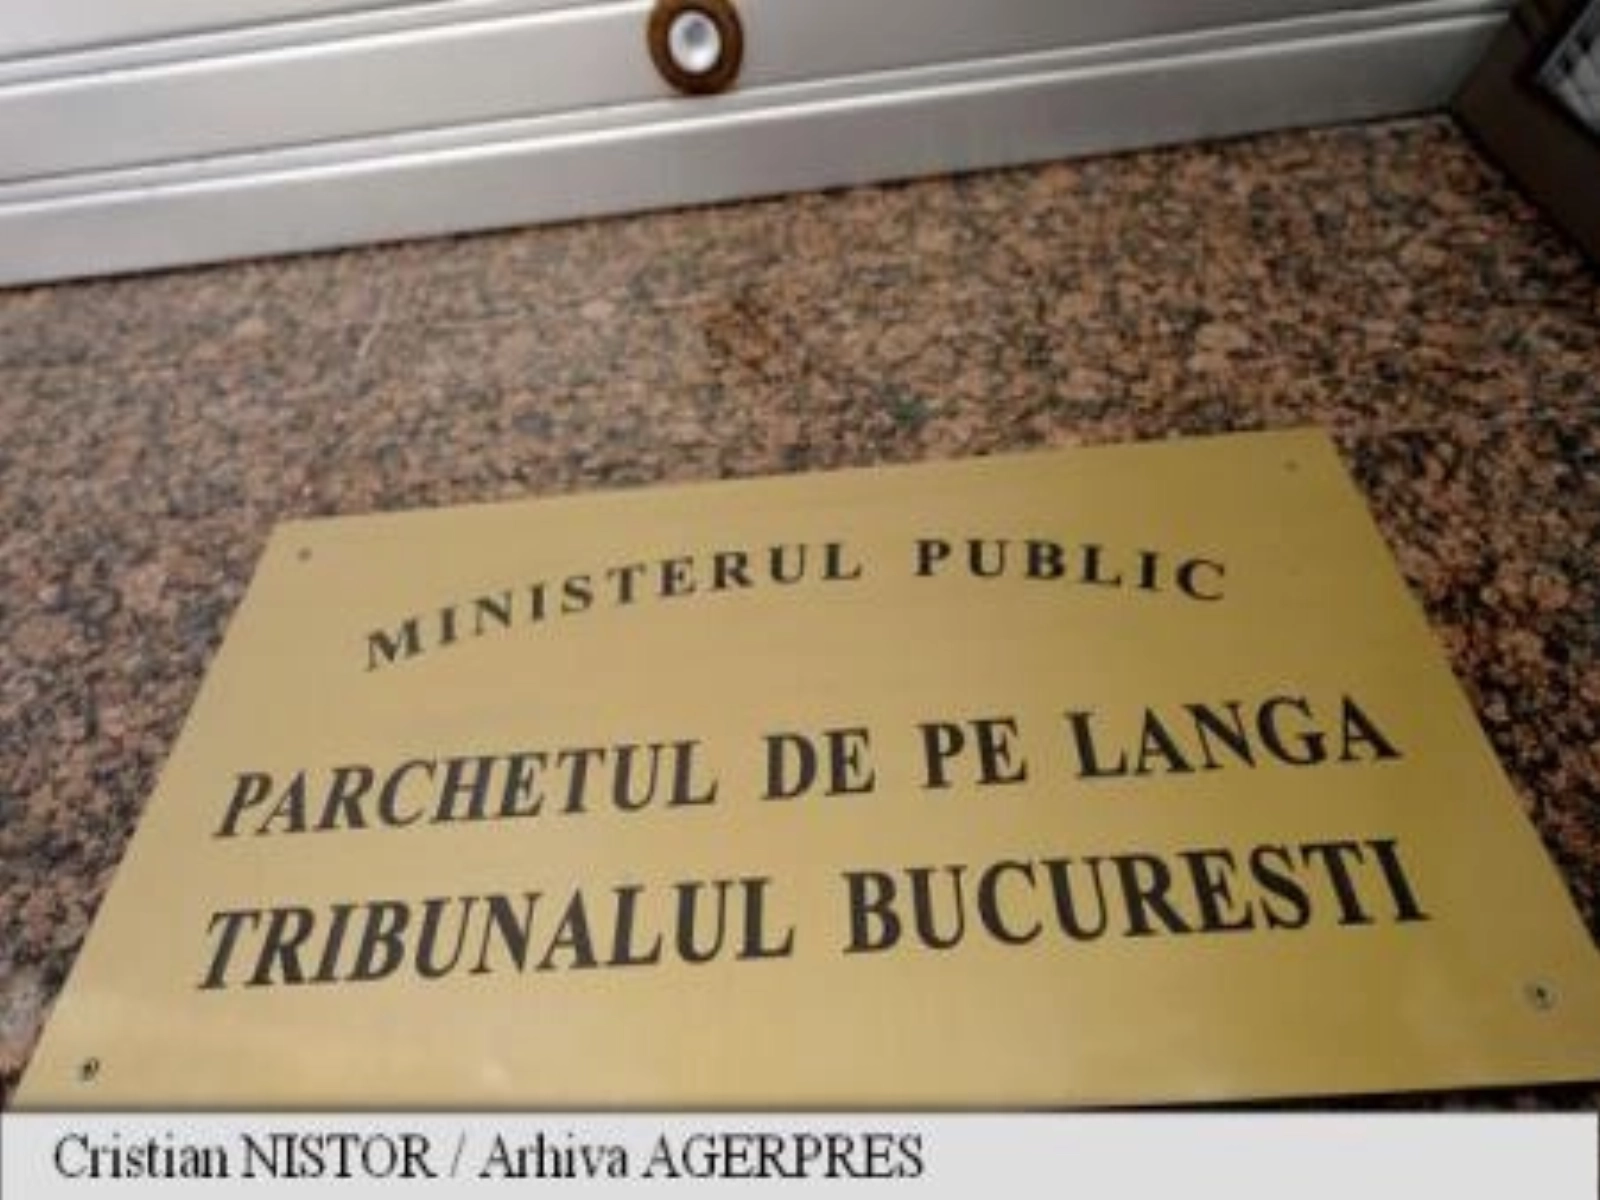 MINISTERUL PUBLIC
PARCHETUL DE PE LANGA
TRIBUNALUL BUCURESTI
Cristian NISTOR / Arhiva AGERPRES